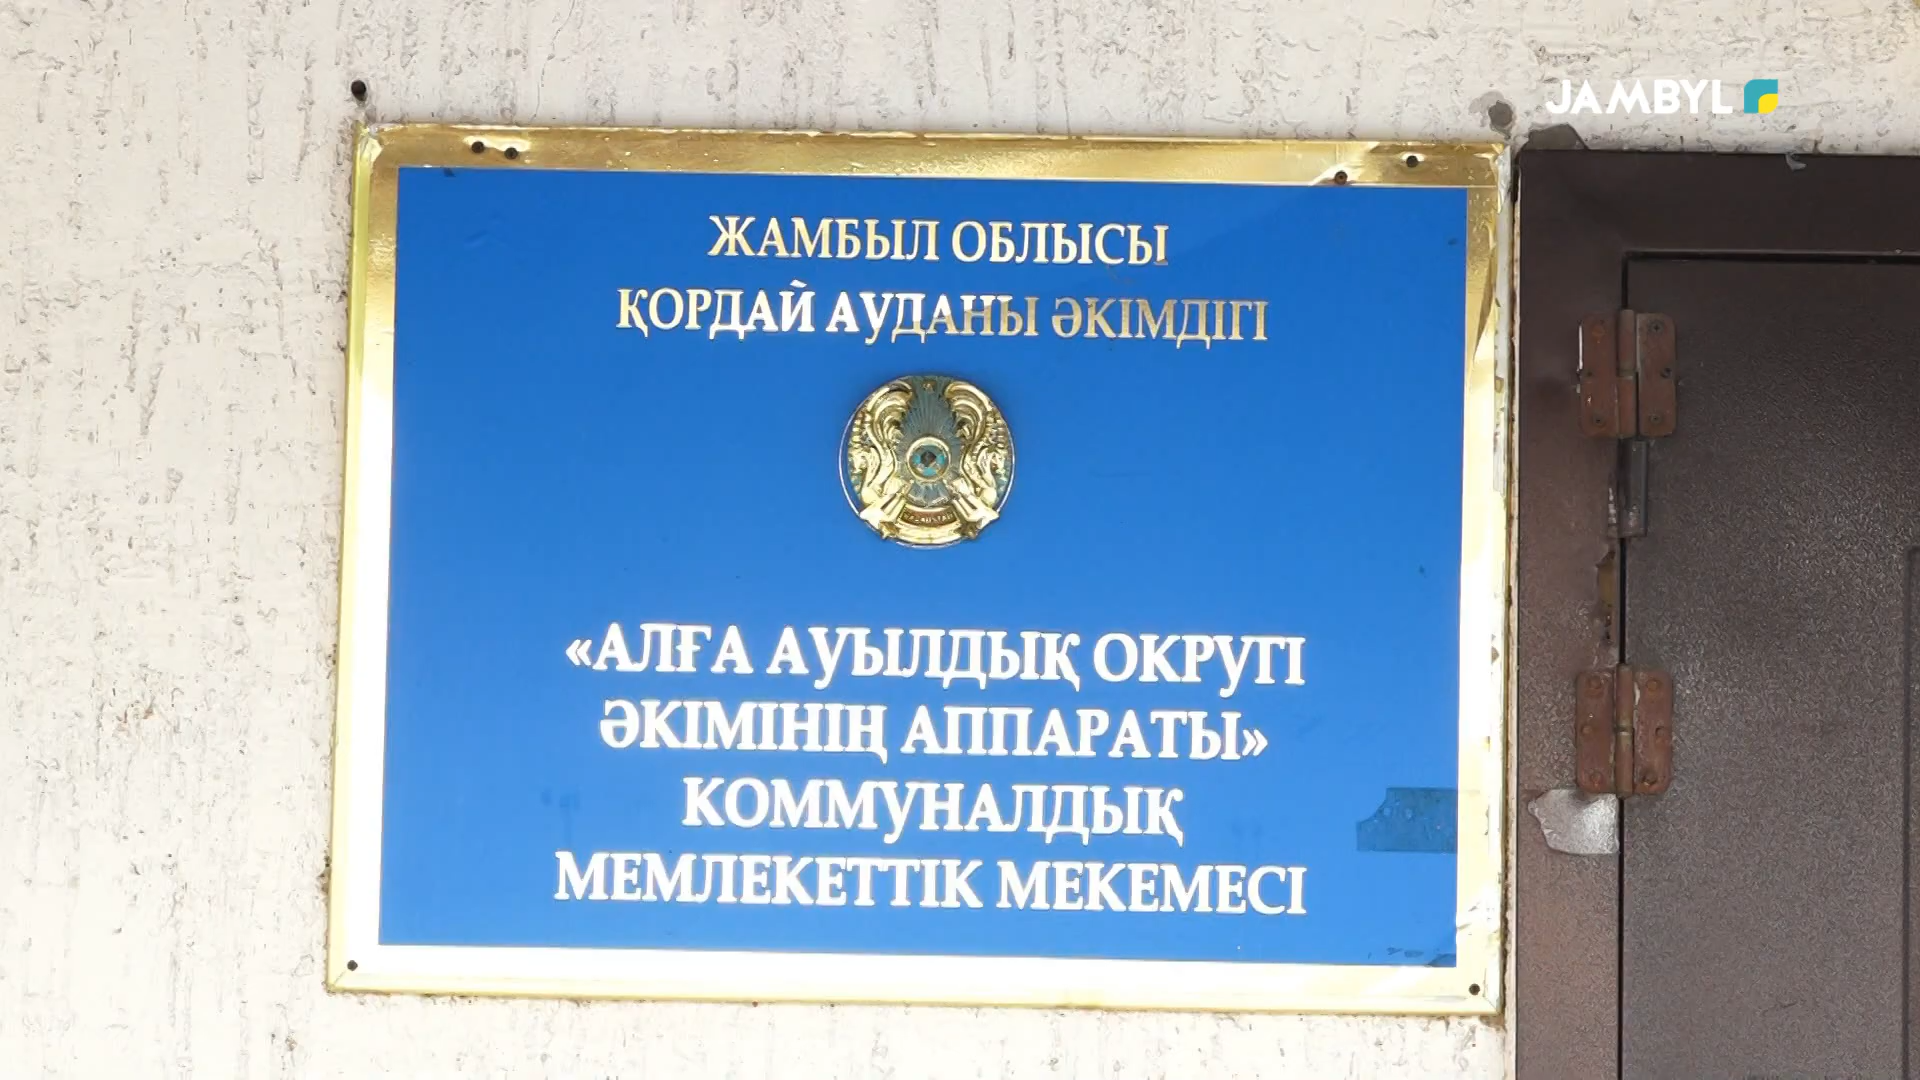 JAMBYL
ЖАМБЫЛ ОБЛЫСЫ
ҚОРДАЙ АУДАНЫ ӘКІМДІГІ
«АЛҒА АУЫЛДЫҚ ОКРУГІ
ӘКІМІНІҢ АППАРАТЫ»
КОММУНАЛДЫҚ
МЕМЛЕКЕТТІК МЕКЕМЕСІ